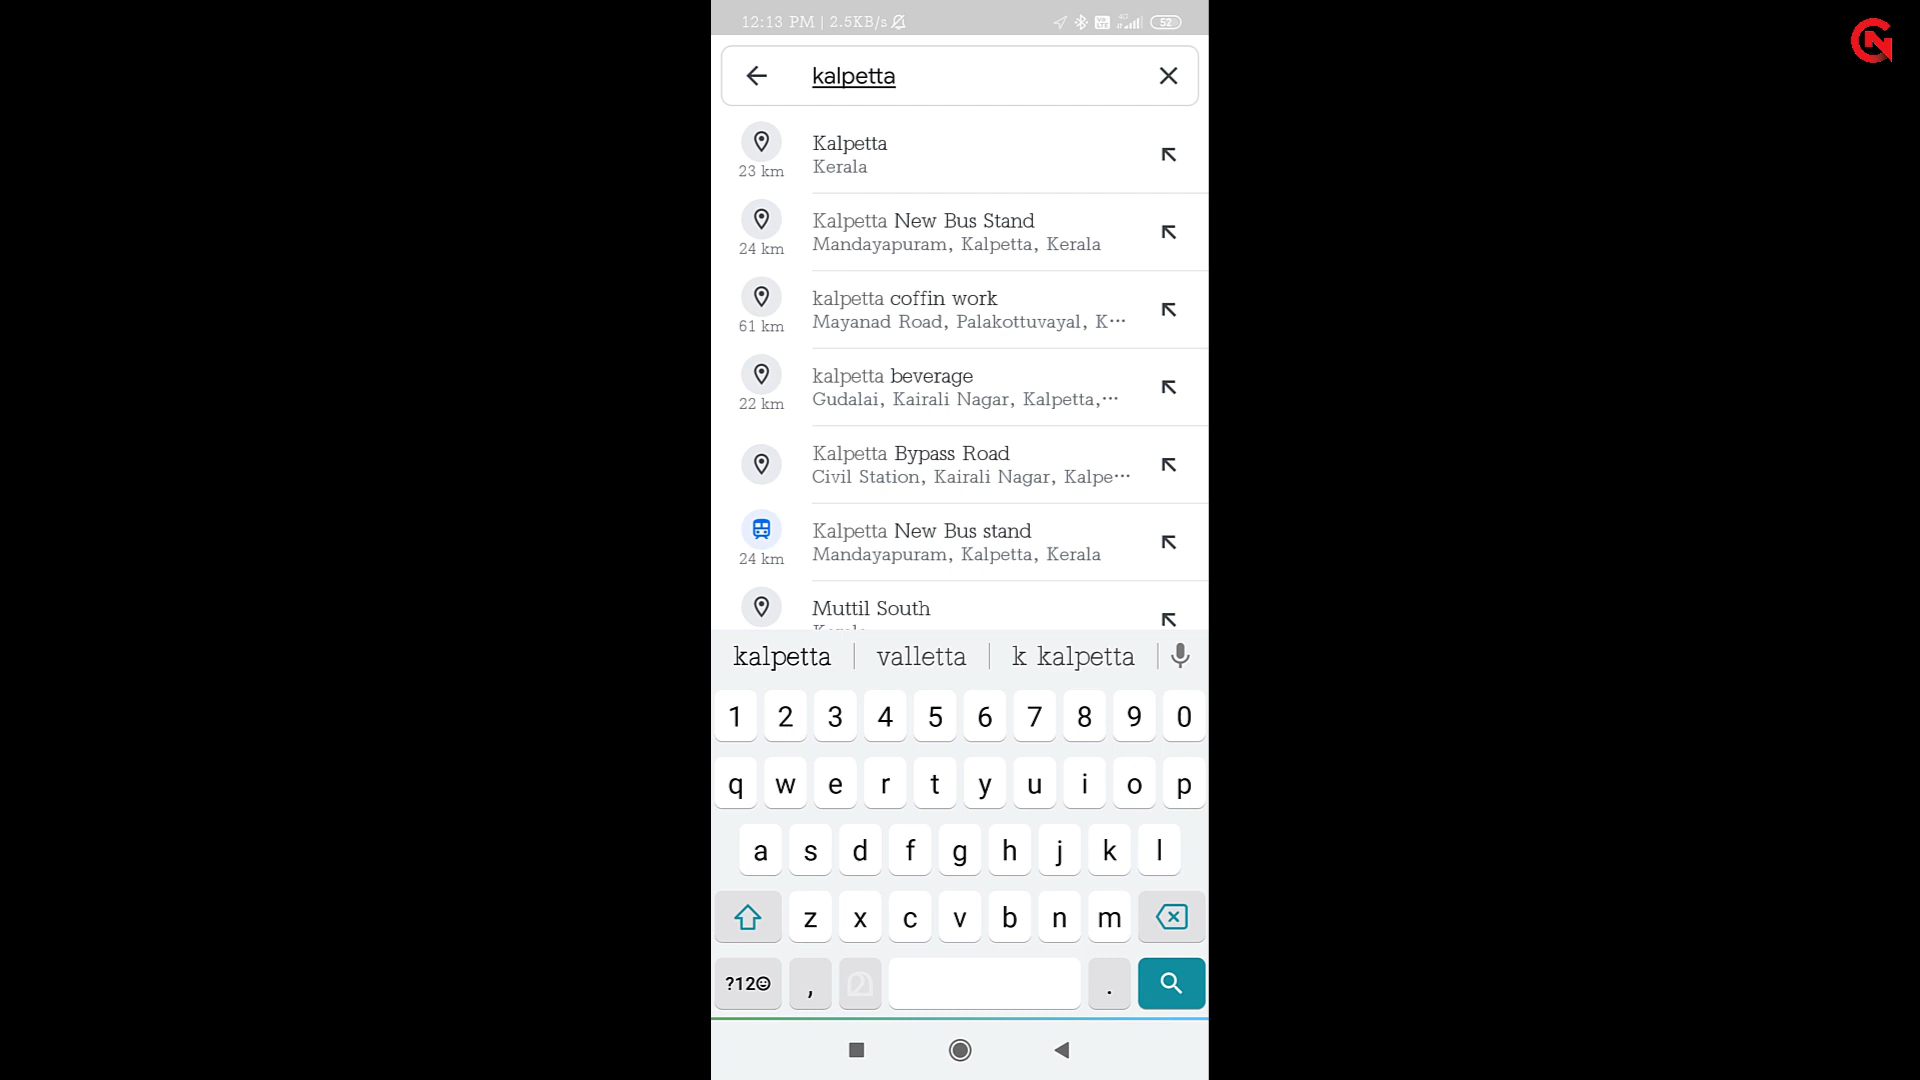 12:13 PM | 2.5KB/s
52
kalpetta
Kalpetta
Kerala
23 km
Kalpetta New Bus Stand
Mandayapuram, Kalpetta, Kerala
24 km
kalpetta coffin work
Mayanad Road, Palakottuvayal, K···
61 km
kalpetta beverage
Gudalai, Kairali Nagar, Kalpetta,···
22 km
Kalpetta Bypass Road
Civil Station, Kairali Nagar, Kalpe···
Kalpetta New Bus stand
Mandayapuram, Kalpetta, Kerala
24 km
Muttil South
Kerala
kalpetta valletta k kalpetta
1 2 3 4 5 6 7 8 9 0
q w e r t y u i o p
a s d f g h j k l
z x c v b n m
?12☺ , .